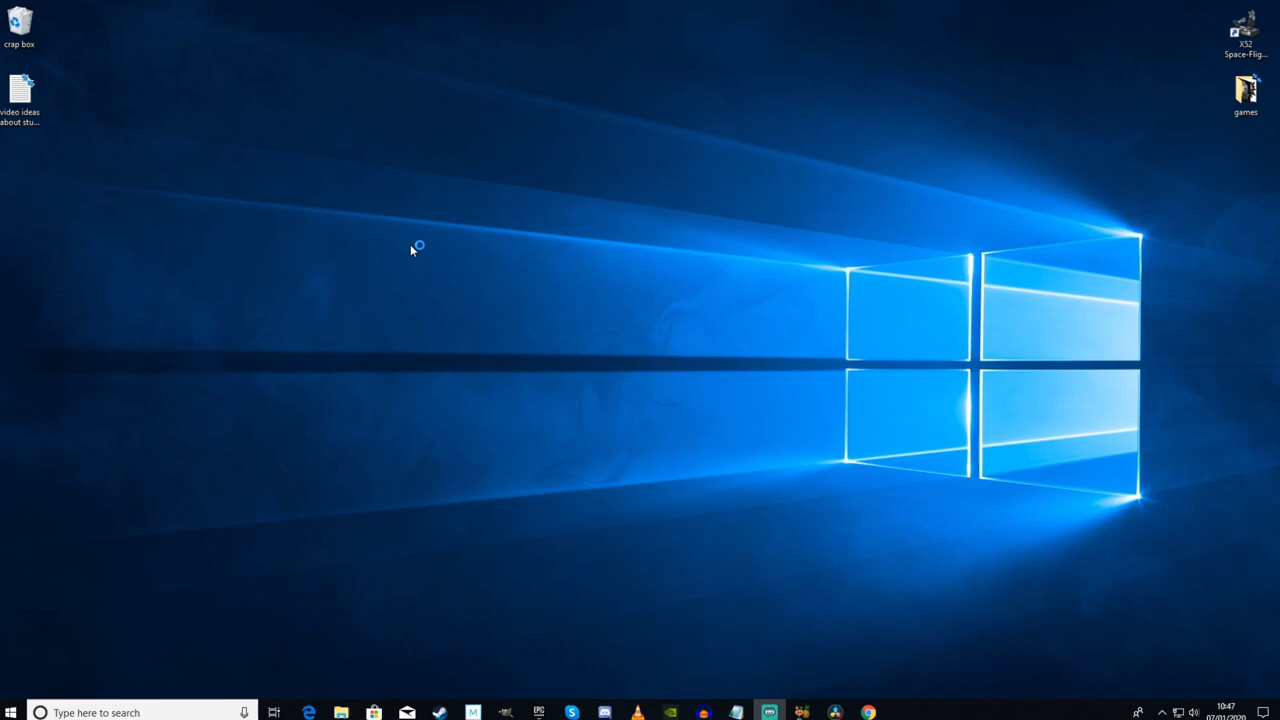 crap box
video ideas
about stu...
X52
Space-Flig...
games
Type here to search
M
EPIC
10:47
07/01/2020